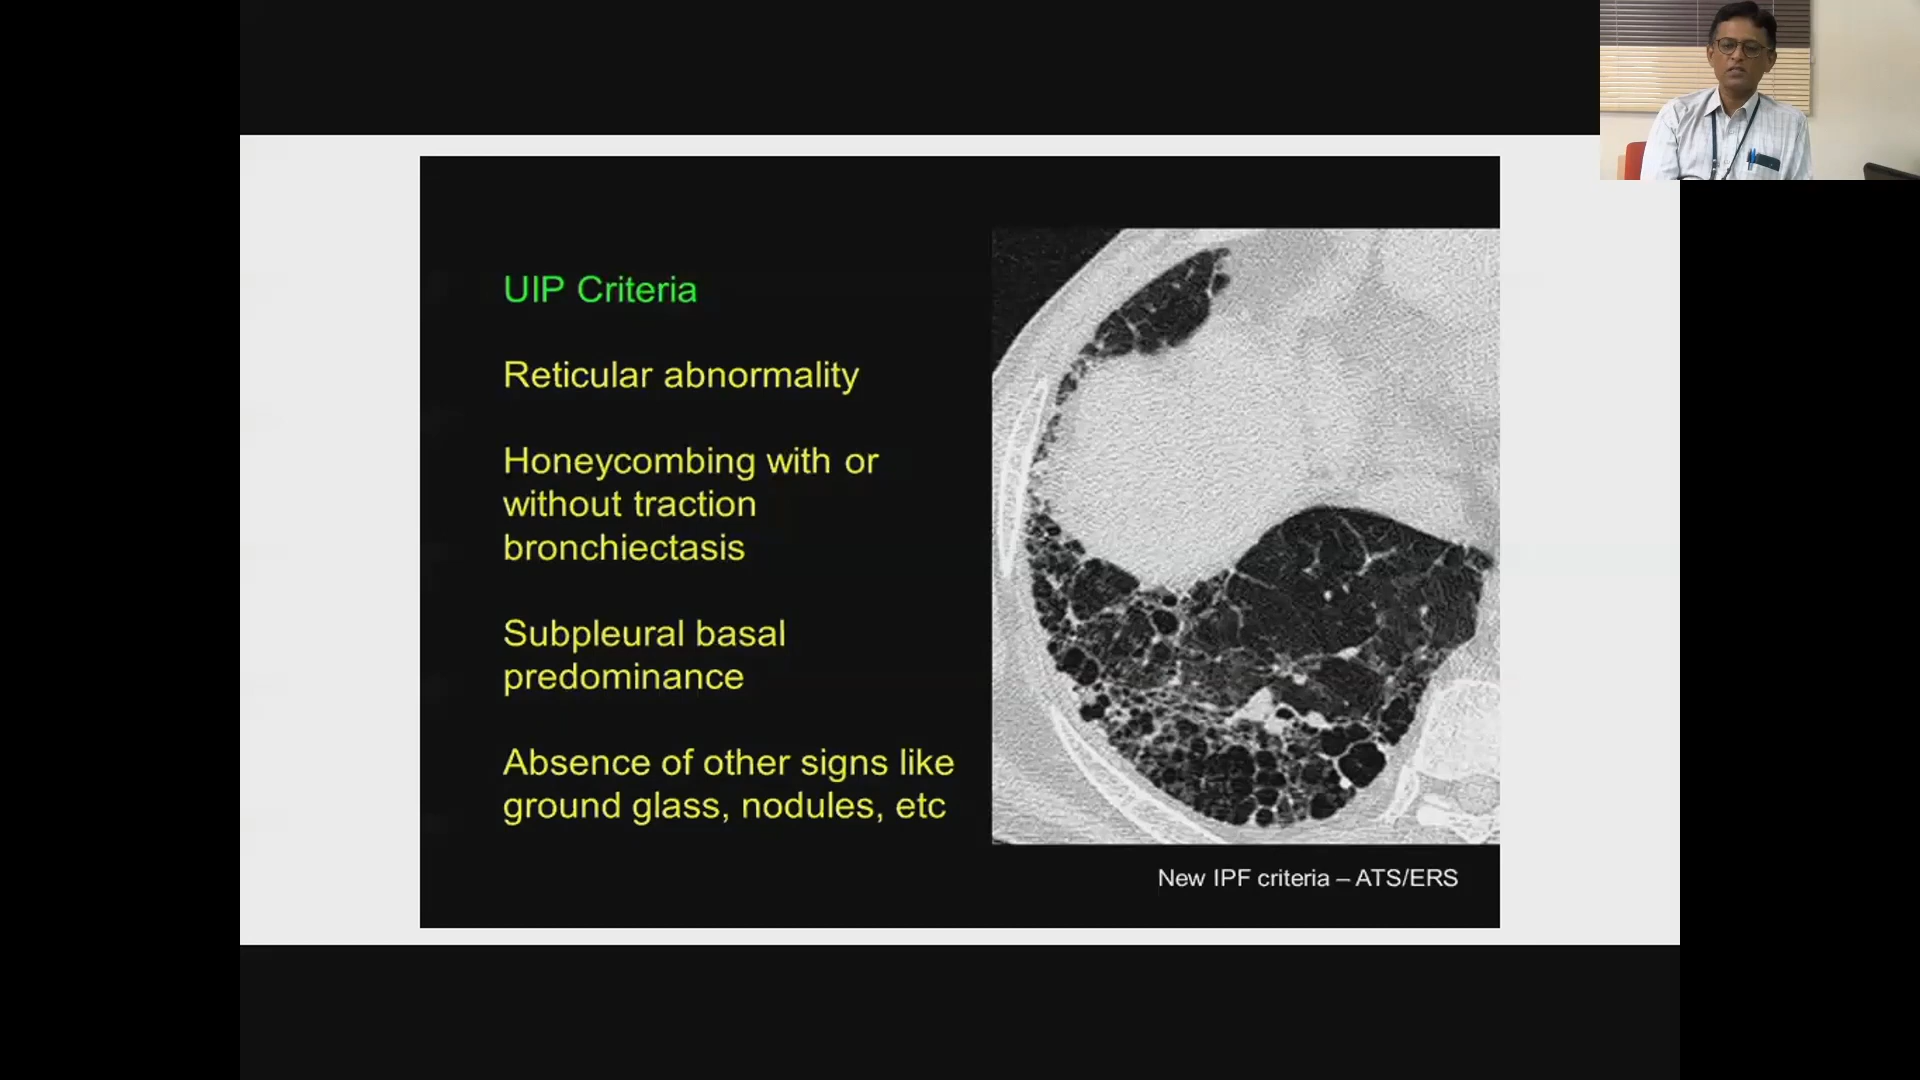 UIP Criteria
Reticular abnormality
Honeycombing with or
without traction
bronchiectasis
Subpleural basal
predominance
Absence of other signs like
ground glass, nodules, etc
New IPF criteria – ATS/ERS